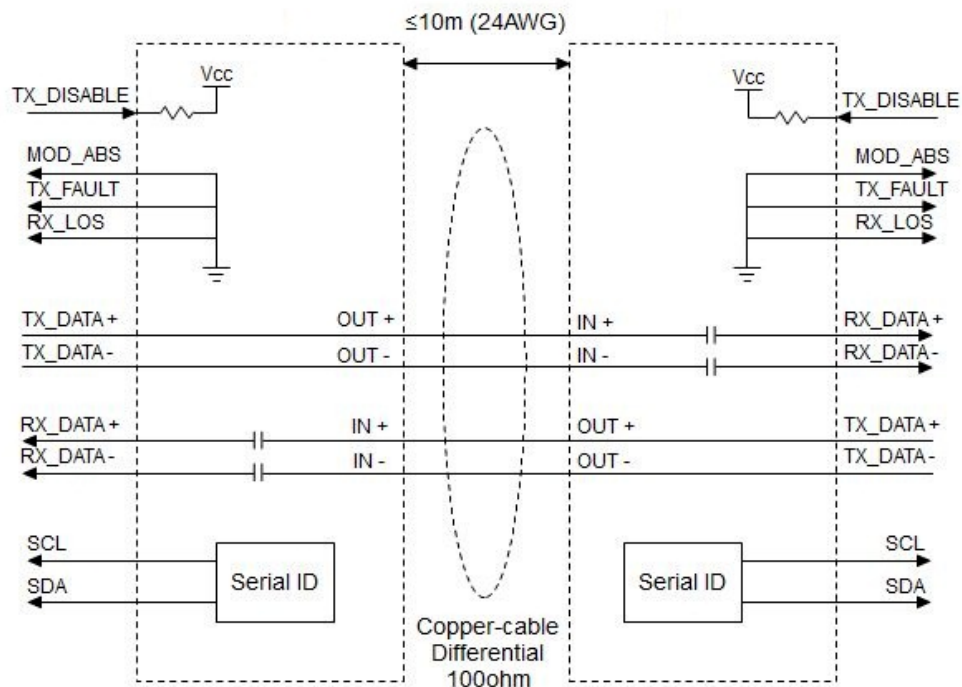 ≤10m (24AWG)
Vcc
Vcc
TX_DISABLE
TX_DISABLE
MOD_ABS
MOD_ABS
TX_FAULT
TX_FAULT
RX_LOS
RX_LOS
TX_DATA+
OUT +
IN +
RX_DATA+
TX_DATA-
OUT -
IN -
RX_DATA-
RX_DATA+
IN +
OUT +
TX_DATA+
RX_DATA-
IN -
OUT -
TX_DATA-
SCL
SCL
Serial ID
Serial ID
SDA
SDA
Copper-cable
Differential
100ohm